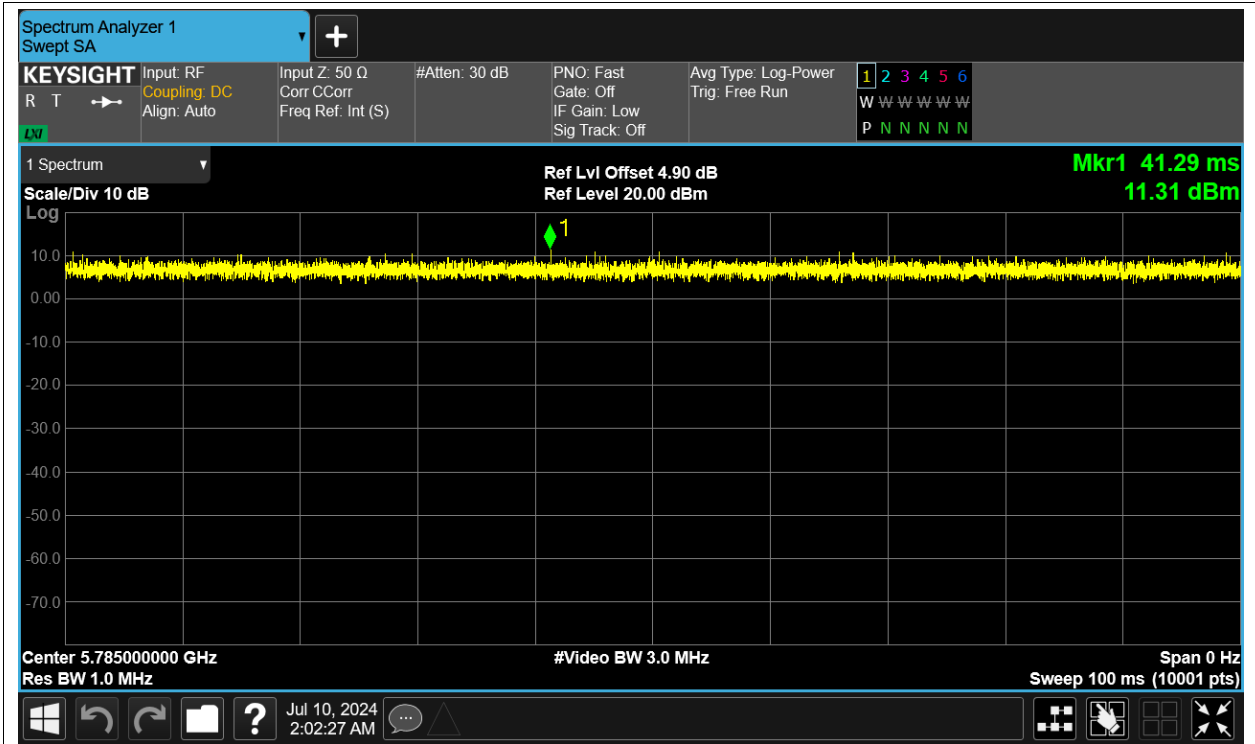 Spectrum Analyzer 1
Swept SA
KEYSIGHT
R T
LXI
Input: RF
Coupling: DC
Align: Auto
Input Z: 50 Ω
Corr CCorr
Freq Ref: Int (S)
#Atten: 30 dB
PNO: Fast
Gate: Off
IF Gain: Low
Sig Track: Off
Avg Type: Log-Power
Trig: Free Run
1 2 3 4 5 6
W W W W W W
P N N N N N
1 Spectrum
Scale/Div 10 dB
Ref Lvl Offset 4.90 dB
Ref Level 20.00 dBm
Mkr1 41.29 ms
11.31 dBm
Log
1
10.0
0.00
-10.0
-20.0
-30.0
-40.0
-50.0
-60.0
-70.0
Center 5.785000000 GHz
Res BW 1.0 MHz
#Video BW 3.0 MHz
Span 0 Hz
Sweep 100 ms (10001 pts)
?
Jul 10, 2024
2:02:27 AM